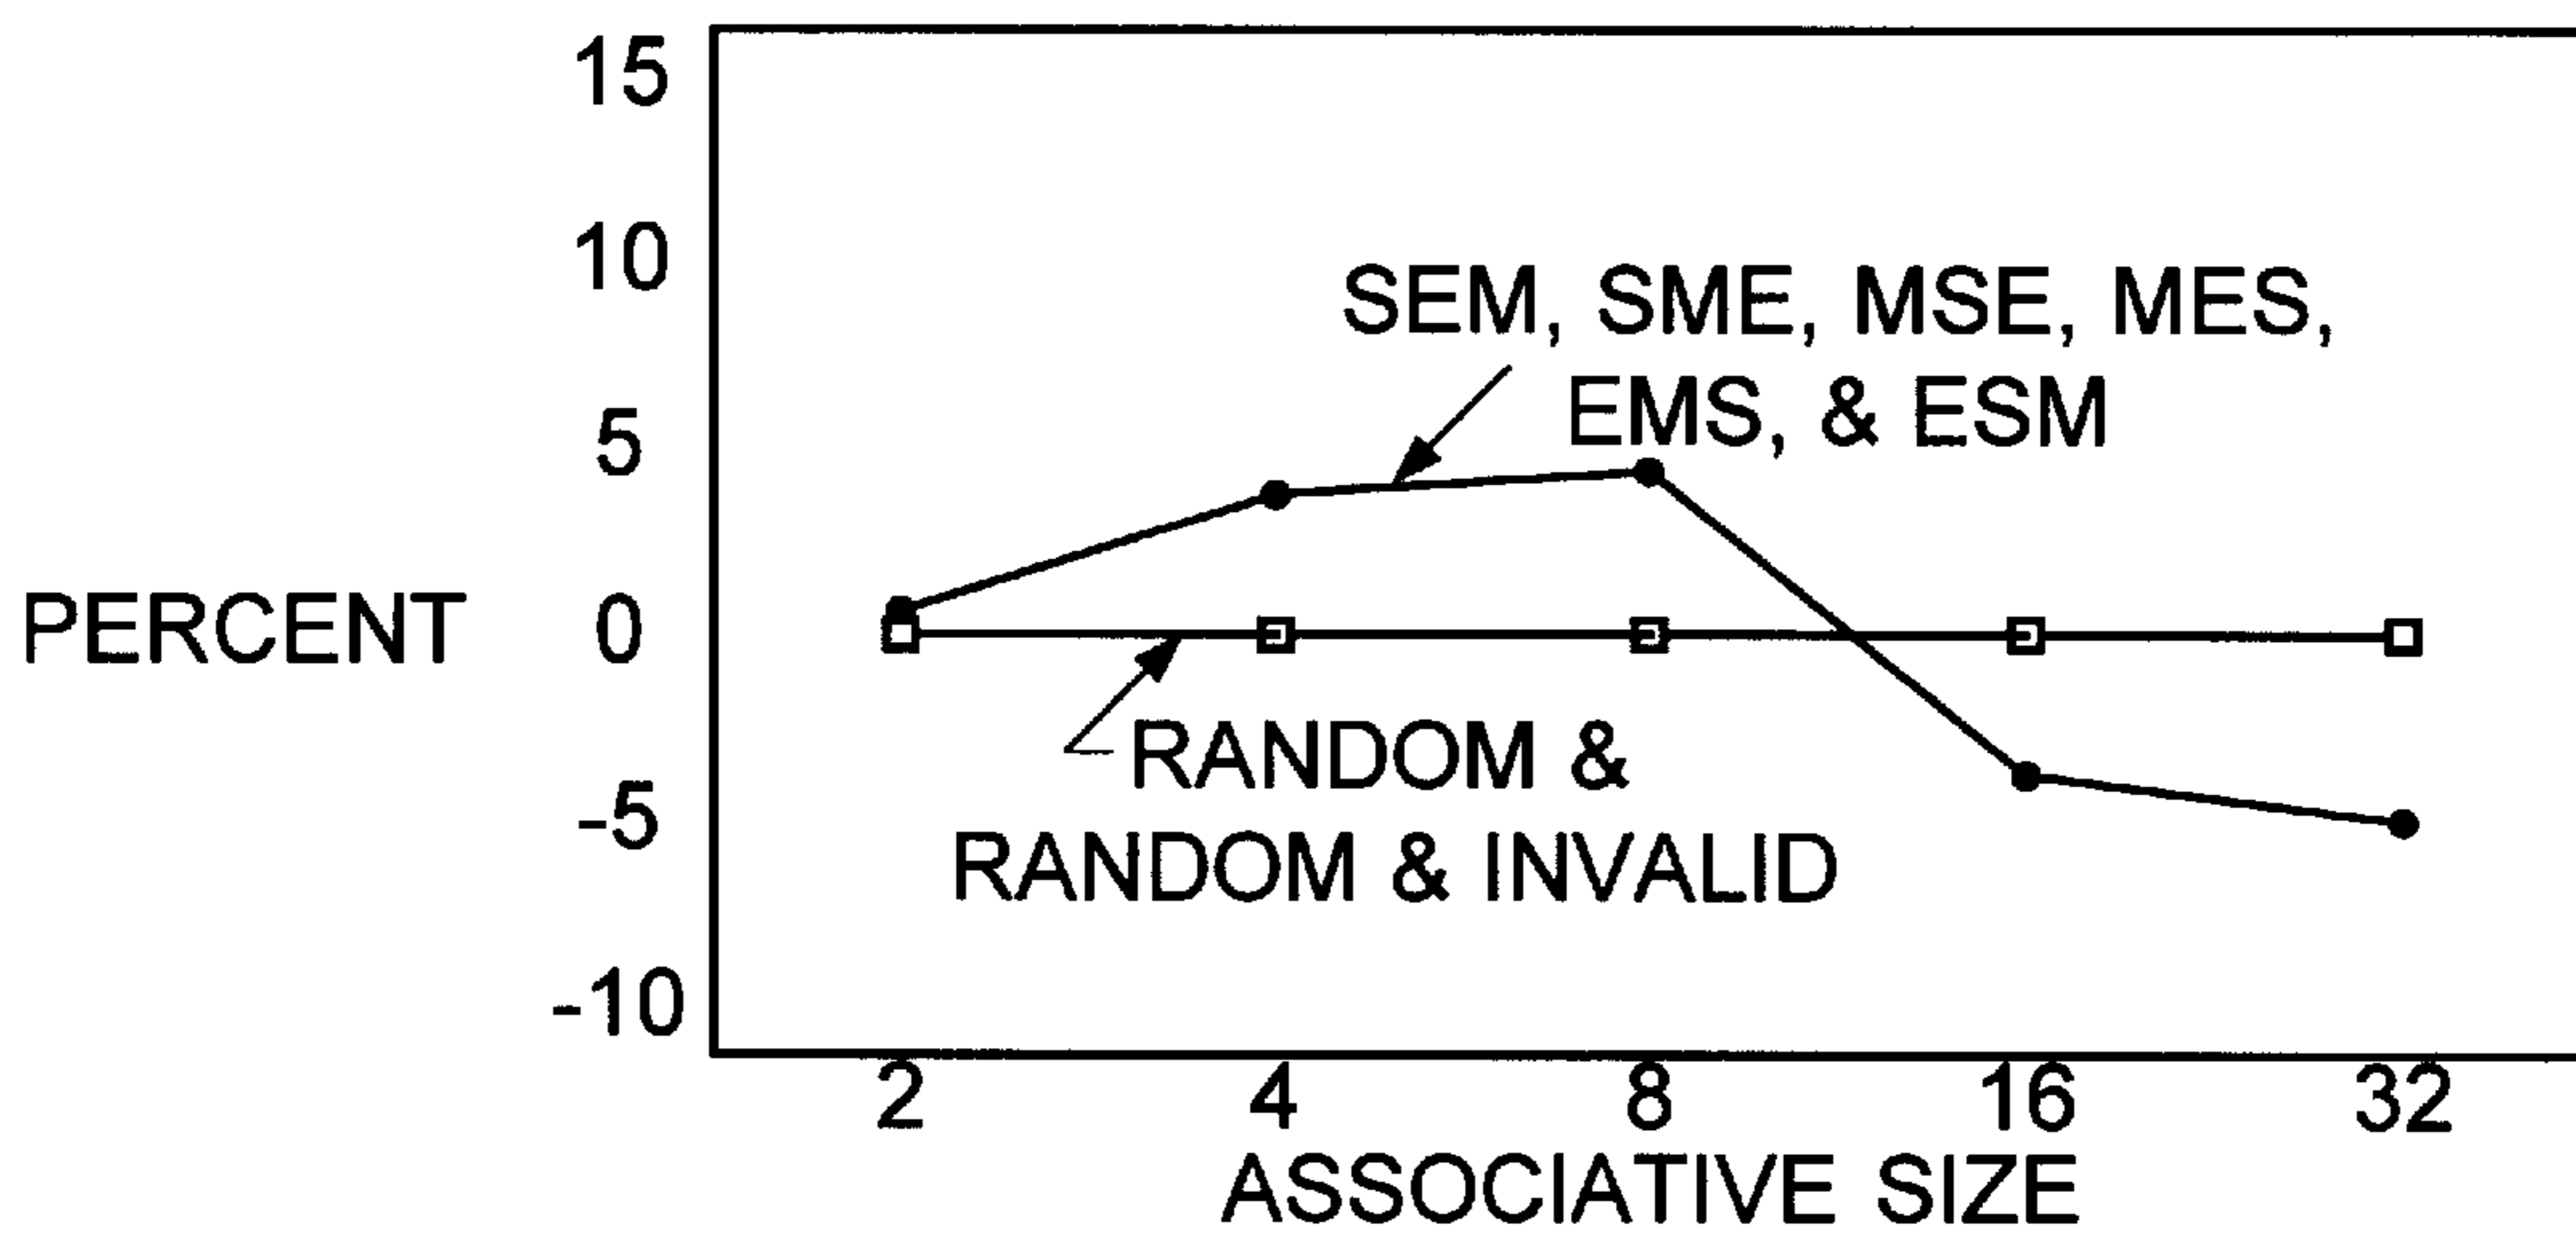 15
10
SEM, SME, MSE, MES,
EMS, & ESM
5
PERCENT
0
RANDOM &
RANDOM & INVALID
-5
-10
2 4 8 16 32
ASSOCIATIVE SIZE